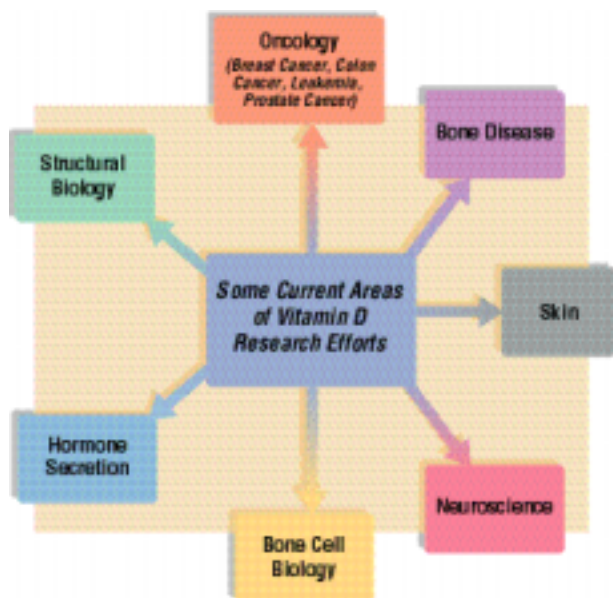 Oncology
(Breast Cancer, Colon
Cancer, Leukemia,
Prostate Cancer)
Bone Disease
Structural
Biology
Some Current Areas
of Vitamin D
Research Efforts
Skin
Hormone
Secretion
Neuroscience
Bone Cell
Biology